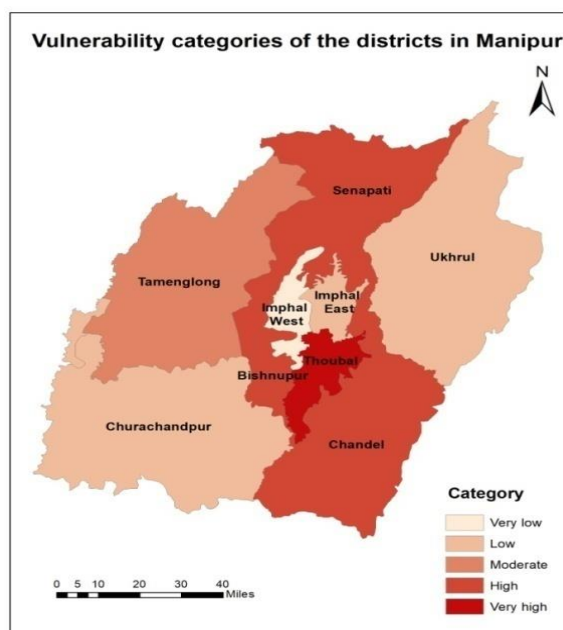 Vulnerability categories of the districts in Manipur
N
Senapati
Ukhrul
Tamenglong
Imphal
West
Imphal
East
Thoubal
Bishnupur
Churachandpur
Chandel
Category
Very low
Low
Moderate
High
Very high
0 5 10 20 30 40
Miles